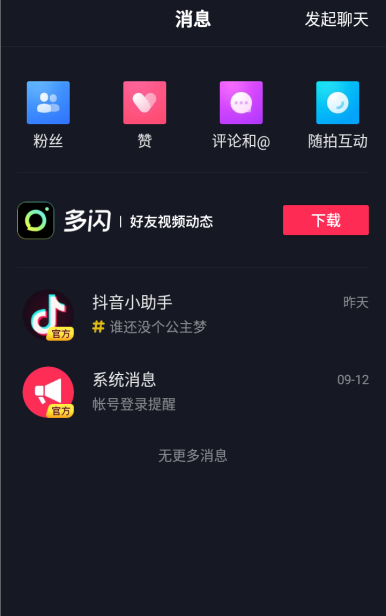 消息 发起聊天
粉丝 赞 评论和@ 随拍互动
多闪 | 好友视频动态 下载
抖音小助手 昨天
官方 # 谁还没个公主梦
系统消息 09-12
官方 帐号登录提醒
无更多消息